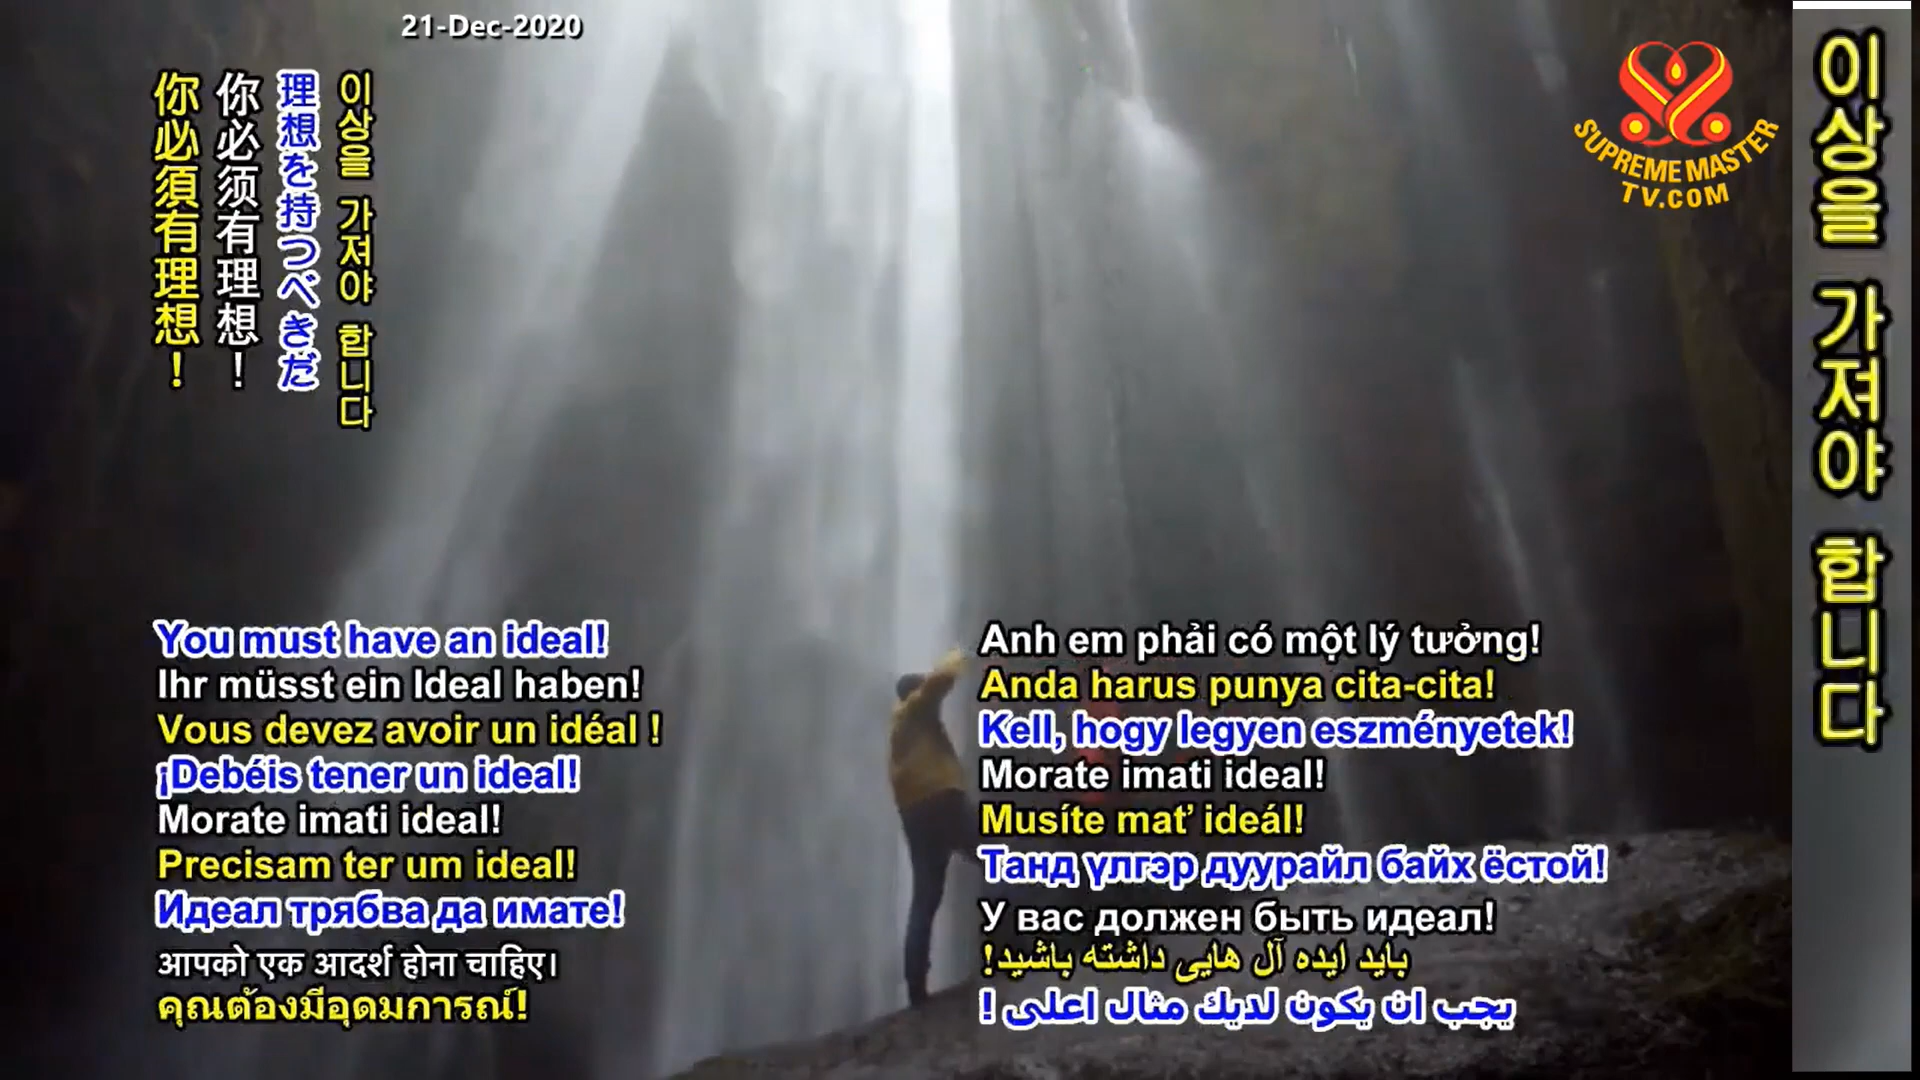 21-Dec-2020
你必須有理想！
你必须有理想！
理想を持つべきだ
이상을 가져야 합니다
SUPREME MASTER
TV.COM
이상을 가져야 합니다
You must have an ideal!
Ihr müsst ein Ideal haben!
Vous devez avoir un idéal !
¡Debéis tener un ideal!
Morate imati ideal!
Precisam ter um ideal!
Идеал трябва да имате!
आपको एक आदर्श होना चाहिए।
คุณต้องมีอุดมการณ์!
Anh em phải có một lý tưởng!
Anda harus punya cita-cita!
Kell, hogy legyen eszményetek!
Morate imati ideal!
Musíte mať ideál!
Танд үлгэр дуурайл байх ёстой!
У вас должен быть идеал!
باید ایده آل هایی داشته باشید!
يجب ان يكون لديك مثال اعلى !